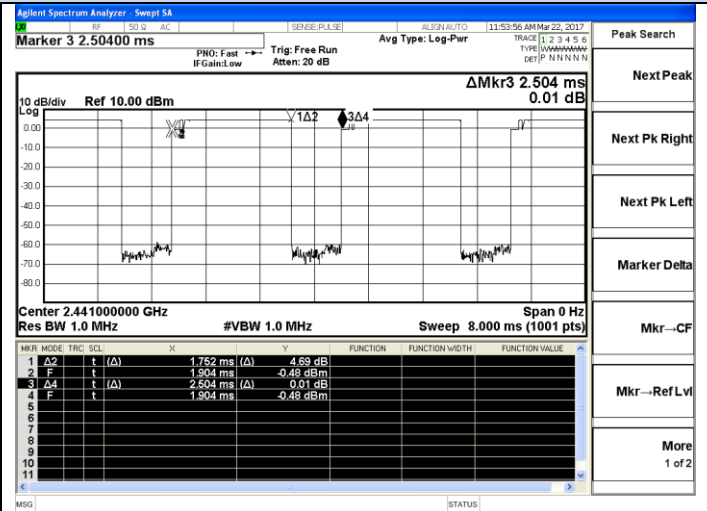 Agilent Spectrum Analyzer - Swept SA
RF 50 Ω AC SENSE:PULSE ALIGN AUTO 11:53:56 AM Mar 22, 2017
Marker 3 2.50400 ms
PNO: Fast
IFGain:Low
Trig: Free Run
Atten: 20 dB
Avg Type: Log-Pwr
TRACE 1 2 3 4 5 6
TYPE
DET P N N N N N
ΔMkr3 2.504 ms
0.01 dB
10 dB/div Ref 10.00 dBm
Log
1Δ2 3Δ4
0.00
-10.0
-20.0
-30.0
-40.0
-50.0
-60.0
-70.0
-80.0
Center 2.441000000 GHz Span 0 Hz
Res BW 1.0 MHz #VBW 1.0 MHz Sweep 8.000 ms (1001 pts)
MKR MODE TRC SCL X Y FUNCTION FUNCTION WIDTH FUNCTION VALUE
1 Δ2 t (Δ) 1.752 ms (Δ) 4.69 dB
2 F t 1.904 ms -0.48 dBm
3 Δ4 t (Δ) 2.504 ms (Δ) 0.01 dB
4 F t 1.904 ms -0.48 dBm
5
6
7
8
9
10
11
MSG STATUS
Peak Search
Next Peak
Next Pk Right
Next Pk Left
Marker Delta
Mkr→CF
Mkr→Ref Lvl
More
1 of 2